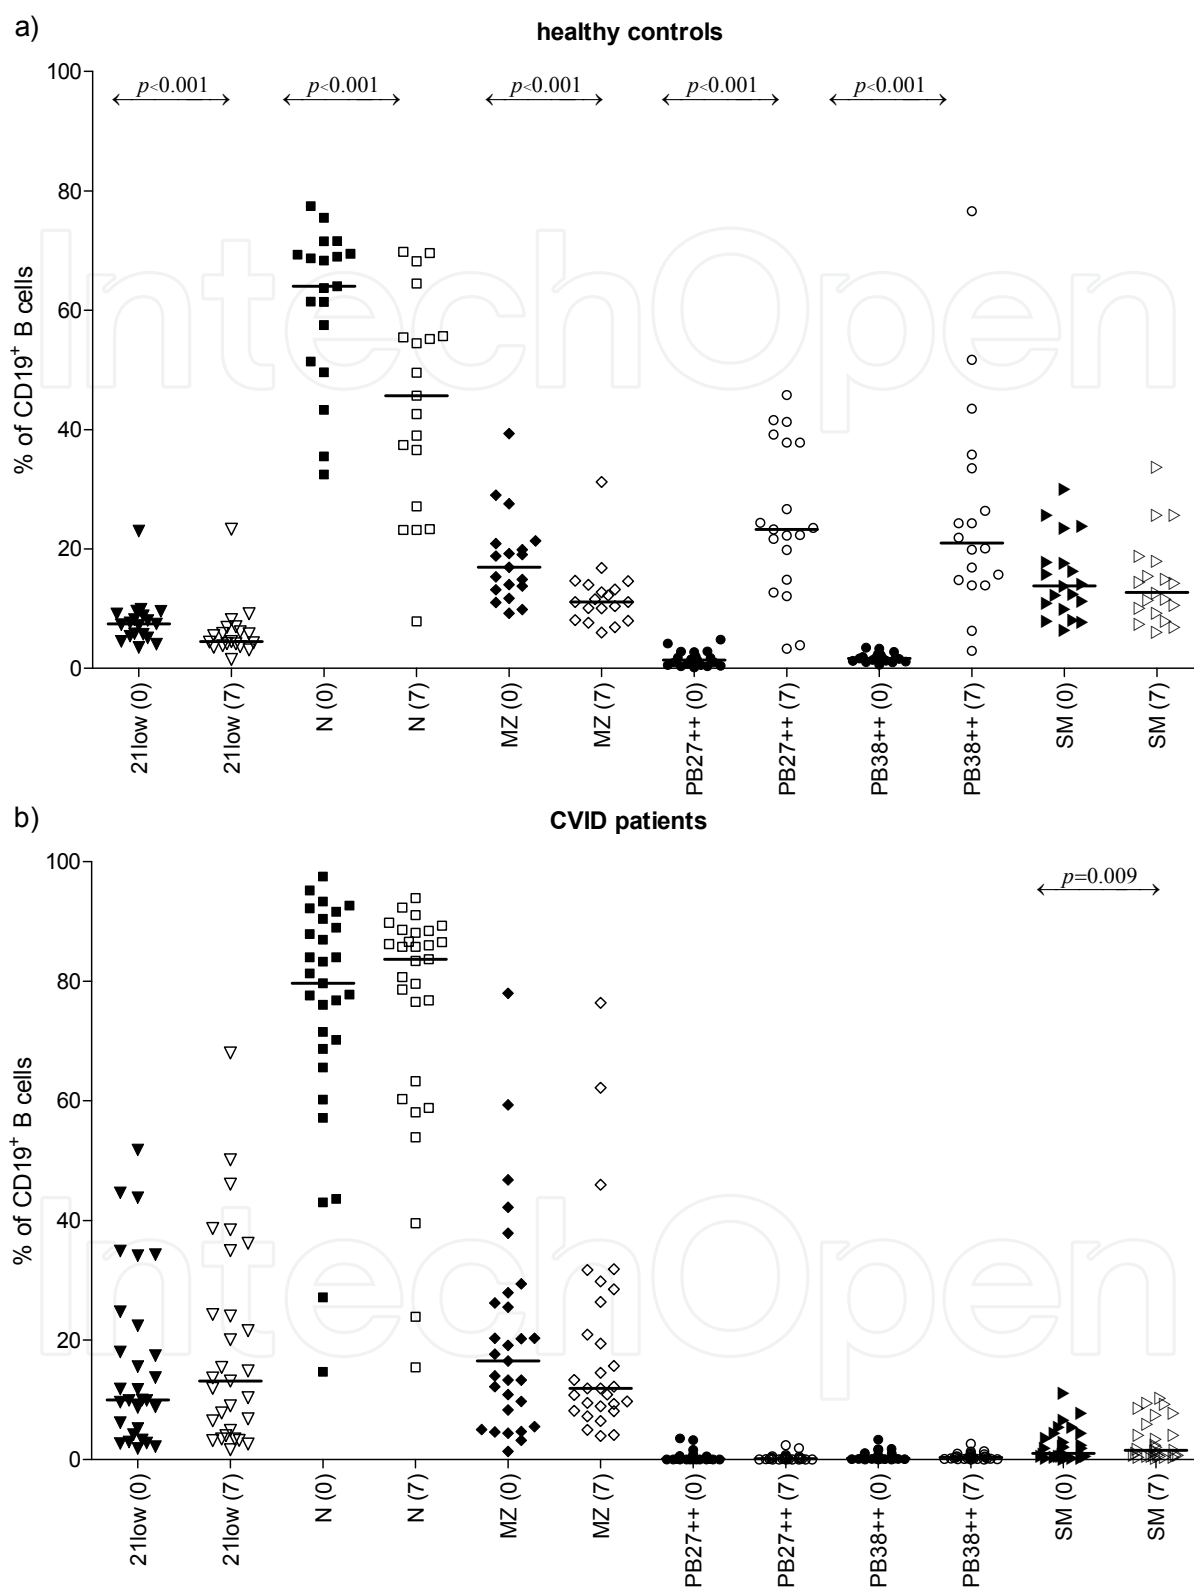 a)
healthy controls
p<0.001 p<0.001 p<0.001 p<0.001 p<0.001
100
80
60
40
20
0
% of CD19+ B cells
21low (0)
21low (7)
N (0)
N (7)
MZ (0)
MZ (7)
PB27++ (0)
PB27++ (7)
PB38++ (0)
PB38++ (7)
SM (0)
SM (7)
IntechOpen
b)
CVID patients
p=0.009
100
80
60
40
20
0
% of CD19+ B cells
21low (0)
21low (7)
N (0)
N (7)
MZ (0)
MZ (7)
PB27++ (0)
PB27++ (7)
PB38++ (0)
PB38++ (7)
SM (0)
SM (7)
IntechOpen